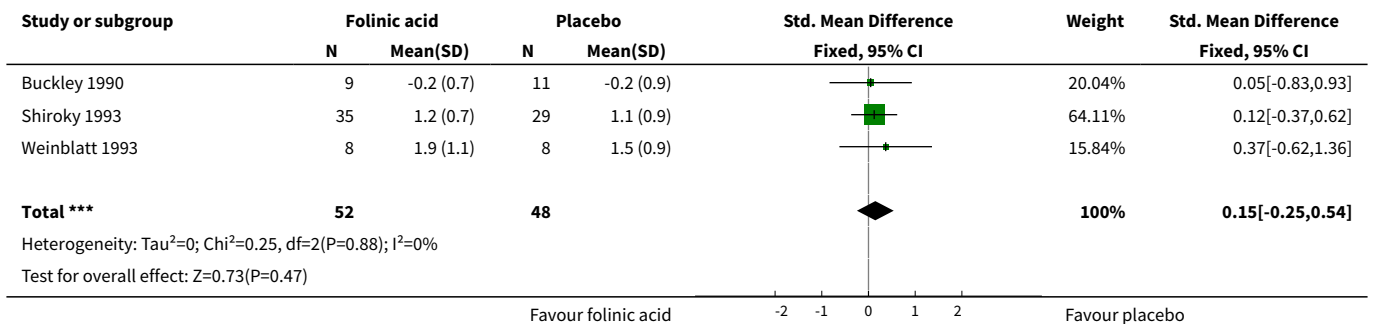 Study or subgroup Folinic acid Placebo Std. Mean Difference Weight Std. Mean Difference
N Mean(SD) N Mean(SD) Fixed, 95% CI Fixed, 95% CI
Buckley 1990 9 -0.2 (0.7) 11 -0.2 (0.9) 20.04% 0.05[-0.83,0.93]
Shiroky 1993 35 1.2 (0.7) 29 1.1 (0.9) 64.11% 0.12[-0.37,0.62]
Weinblatt 1993 8 1.9 (1.1) 8 1.5 (0.9) 15.84% 0.37[-0.62,1.36]
Total *** 52 48 100% 0.15[-0.25,0.54]
Heterogeneity: Tau²=0; Chi²=0.25, df=2(P=0.88); I²=0%
Test for overall effect: Z=0.73(P=0.47)
Favour folinic acid -2 -1 0 1 2 Favour placebo